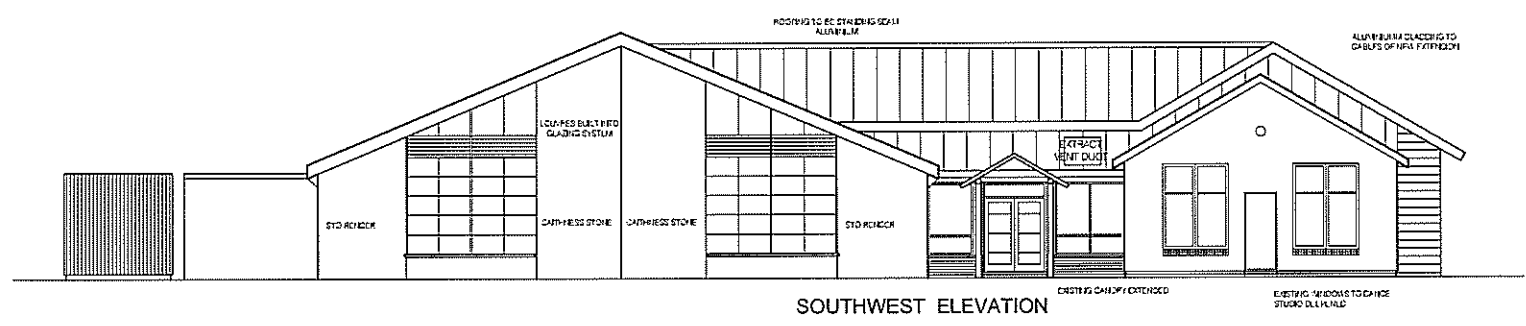 ROOFING TO BE STANDING SEAM
ALUMINIUM
ALUMINIUM CLADDING TO
GABLES OF NEW EXTENSION
LOUVRES BUILT INTO
GLAZING SYSTEM
EXTRACT
VENT DUCT
STO RENDER
CAITHNESS STONE
CAITHNESS STONE
STO RENDER
EXISTING CANOPY EXTENDED
EXISTING WINDOWS TO DANCE
STUDIO
SOUTHWEST ELEVATION